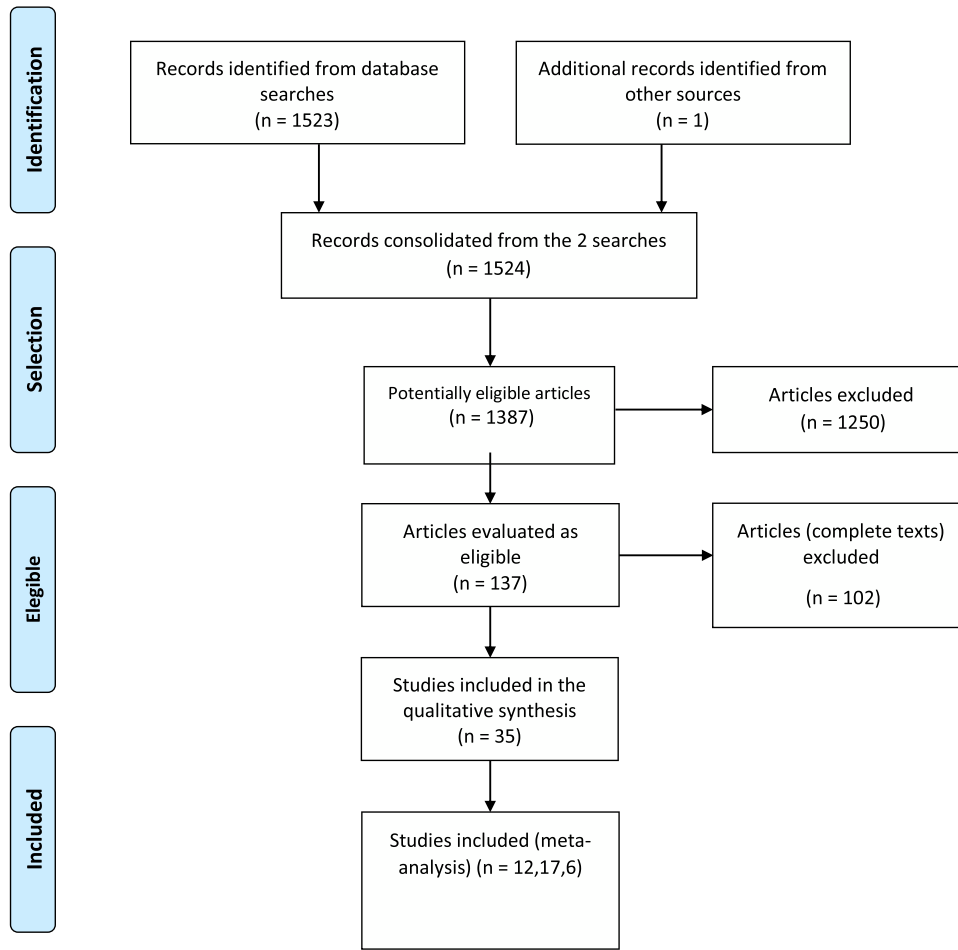 Identification
Records identified from database
searches
(n = 1523)
Additional records identified from
other sources
(n = 1)
Records consolidated from the 2 searches
(n = 1524)
Selection
Potentially eligible articles
(n = 1387)
Articles excluded
(n = 1250)
Elegible
Articles evaluated as
eligible
(n = 137)
Articles (complete texts)
excluded
(n = 102)
Studies included in the
qualitative synthesis
(n = 35)
Included
Studies included (meta-
analysis) (n = 12,17,6)